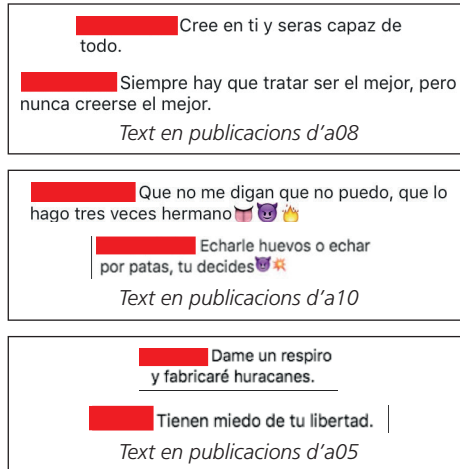 Cree en ti y seras capaz de
todo.
Siempre hay que tratar ser el mejor, pero
nunca creerse el mejor.
Text en publicacions d'a08
Que no me digan que no puedo, que lo
hago tres veces hermano👅😈🔥
Echarle huevos o echar
por patas, tu decides😈💥
Text en publicacions d'a10
Dame un respiro
y fabricaré huracanes.
Tienen miedo de tu libertad.
Text en publicacions d'a05